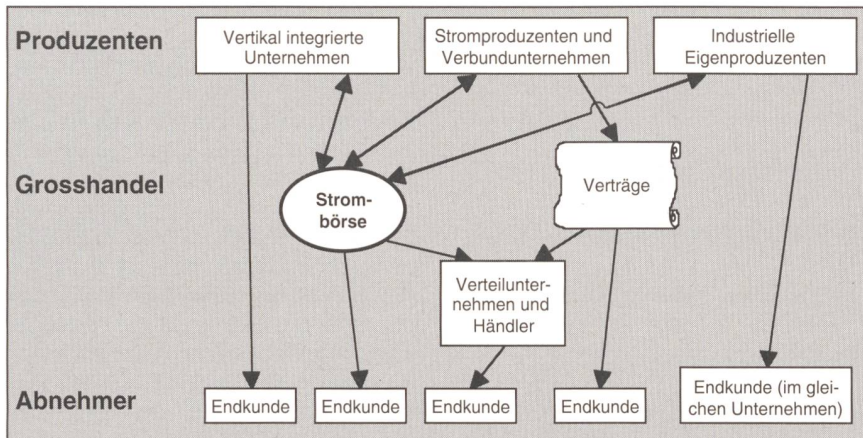 Produzenten
Vertikal integrierte
Unternehmen
Stromproduzenten und
Verbundunternehmen
Industrielle
Eigenproduzenten
Grosshandel
Strom-
börse
Verträge
Verteilunter-
nehmen und
Händler
Abnehmer
Endkunde
Endkunde
Endkunde
Endkunde
Endkunde (im glei-
chen Unternehmen)